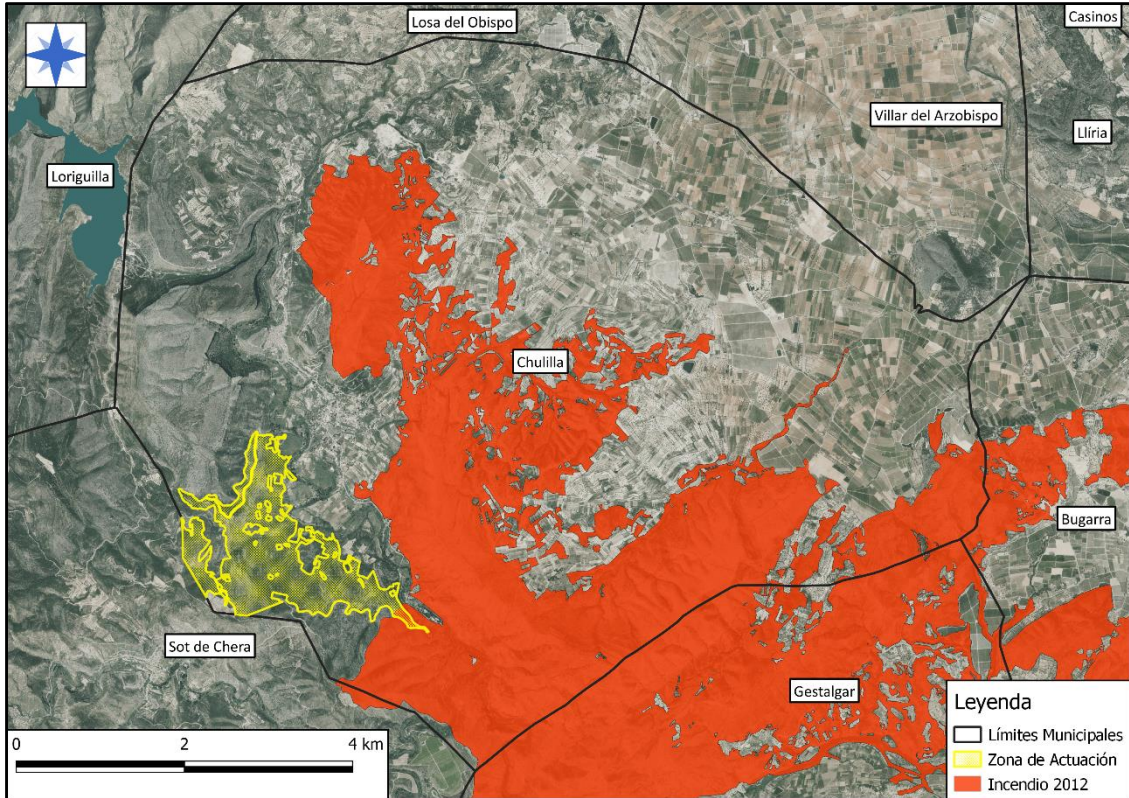 Losa del Obispo
Casinos
Villar del Arzobispo
Llíria
Loriguilla
Chulilla
Bugarra
Sot de Chera
Gestalgar
0 2 4 km
Leyenda
Límites Municipales
Zona de Actuación
Incendio 2012